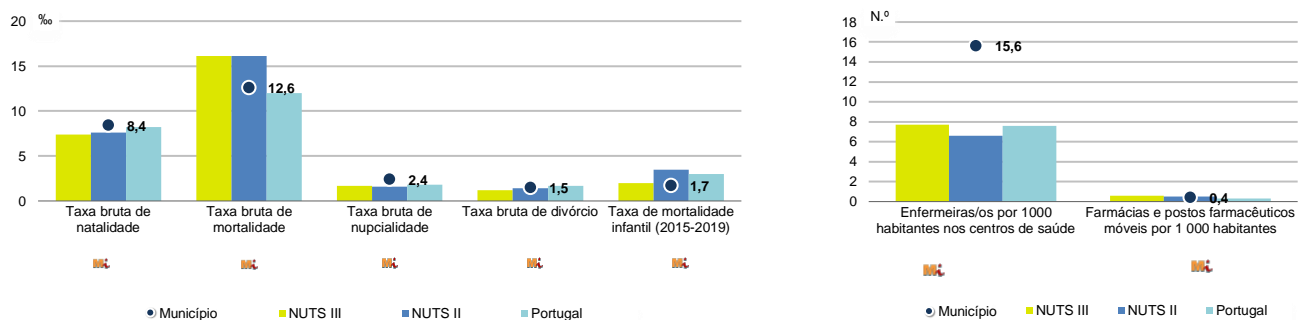 ‰
20
15
10
5
0
8,4
12,6
2,4
1,5
1,7
Taxa bruta de
natalidade
Taxa bruta de
mortalidade
Taxa bruta de
nupcialidade
Taxa bruta de divórcio
Taxa de mortalidade
infantil (2015-2019)
Município
NUTS III
NUTS II
Portugal
N.º
18
16
14
12
10
8
6
4
2
0
15,6
0,4
Enfermeiras/os por 1000
habitantes nos centros de saúde
Farmácias e postos farmacêuticos
móveis por 1 000 habitantes
Município
NUTS III
NUTS II
Portugal